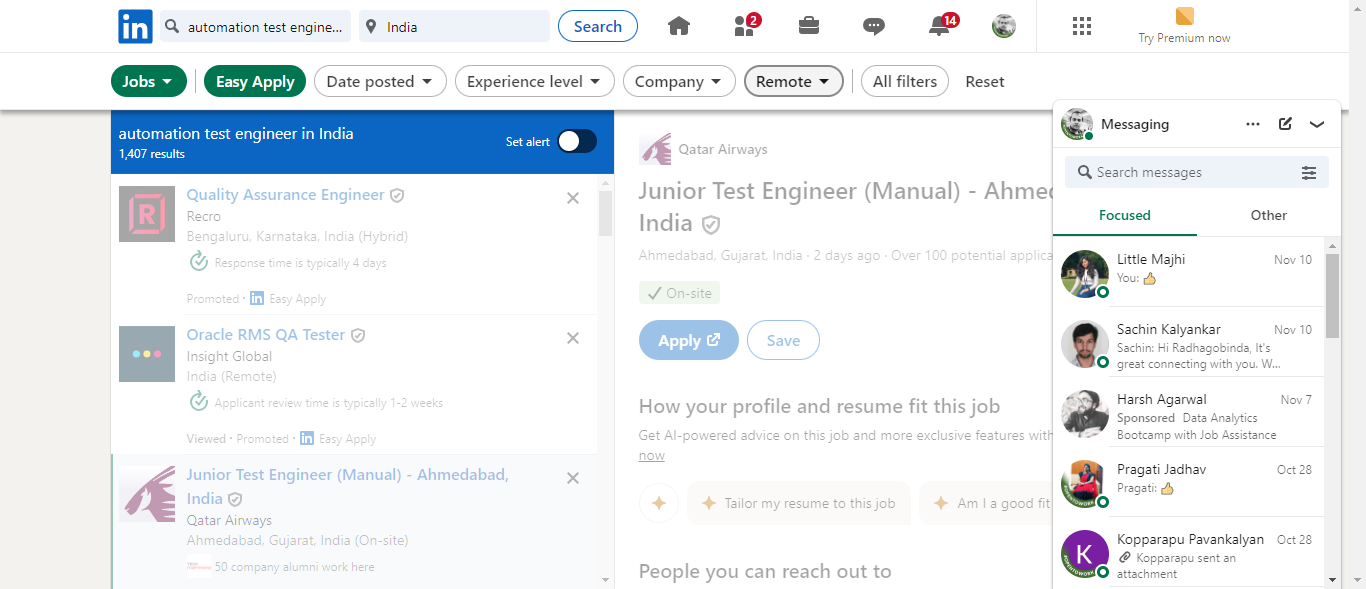 in
automation test engine...
India
Search
2
14
Try Premium now
Jobs
Easy Apply
Date posted
Experience level
Company
Remote
All filters
Reset
automation test engineer in India
1,407 results
Set alert
Quality Assurance Engineer
Recro
Bengaluru, Karnataka, India (Hybrid)
Response time is typically 4 days
Promoted · in Easy Apply
Oracle RMS QA Tester
Insight Global
India (Remote)
Applicant review time is typically 1-2 weeks
Viewed · Promoted · in Easy Apply
Junior Test Engineer (Manual) - Ahmedabad,
India
Qatar Airways
Ahmedabad, Gujarat, India (On-site)
50 company alumni work here
Qatar Airways
Junior Test Engineer (Manual) - Ahme
India
Ahmedabad, Gujarat, India · 2 days ago · Over 100 potential applica
On-site
Apply
Save
How your profile and resume fit this job
Get AI-powered advice on this job and more exclusive features with
now
Tailor my resume to this job
Am I a good fit
People you can reach out to
Messaging
Search messages
Focused
Other
Little Majhi
Nov 10
You: 👍
Sachin Kalyankar
Nov 10
Sachin: Hi Radhagobinda, It's
great connecting with you. W...
Harsh Agarwal
Nov 7
Sponsored Data Analytics
Bootcamp with Job Assistance
Pragati Jadhav
Oct 28
Pragati: 👍
K
Kopparapu Pavankalyan
Oct 28
Kopparapu sent an
attachment